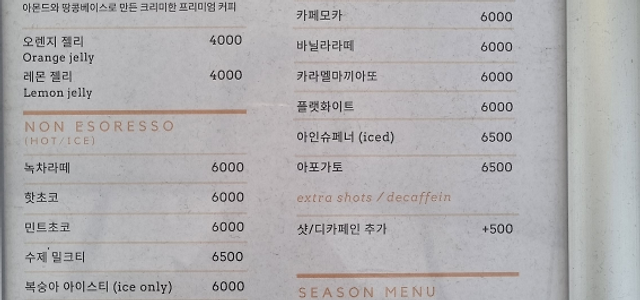 아몬드와 땅콩베이스로 만든 크리미한 프리미엄 커피
오렌지 젤리 4000
Orange jelly
레몬 젤리 4000
Lemon jelly
NON ESORESSO
(HOT/ICE)
녹차라떼 6000
핫초코 6000
민트초코 6000
수제 밀크티 6500
복숭아 아이스티 (ice only) 6000
카페모카 6000
바닐라라떼 6000
카라멜마끼아또 6000
플랫화이트 6000
아인슈페너 (iced) 6500
아포가토 6500
extra shots / decaffein
샷/디카페인 추가 +500
SEASON MENU